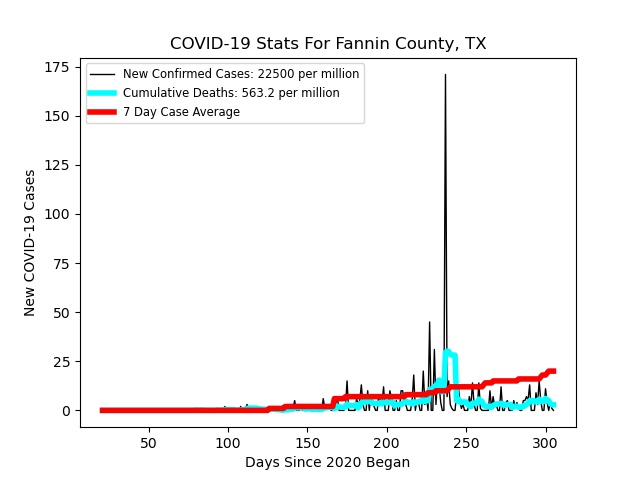 COVID-19 Stats For Fannin County, TX
New Confirmed Cases: 22500 per million
Cumulative Deaths: 563.2 per million
7 Day Case Average
New COVID-19 Cases
175
150
125
100
75
50
25
0
50
100
150
200
250
300
Days Since 2020 Began